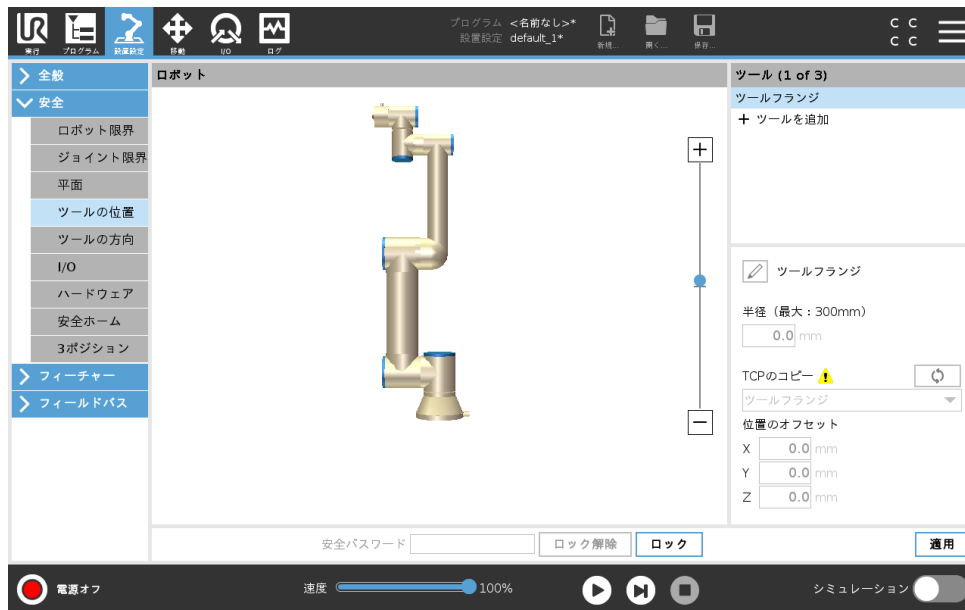 UR
実行
プログラム
設置設定
移動
I/O
ログ
プログラム <名前なし>*
設置設定 default_1*
新規...
開く...
保存...
C C
C C
全般
安全
ロボット限界
ジョイント限界
平面
ツールの位置
ツールの方向
I/O
ハードウェア
安全ホーム
3ポジション
フィーチャー
フィールドバス
ロボット
ツール (1 of 3)
ツールフランジ
+ ツールを追加
ツールフランジ
半径（最大：300mm）
0.0 mm
TCPのコピー
ツールフランジ
位置のオフセット
X 0.0 mm
Y 0.0 mm
Z 0.0 mm
安全パスワード
ロック解除
ロック
適用
電源オフ
速度
100%
シミュレーション